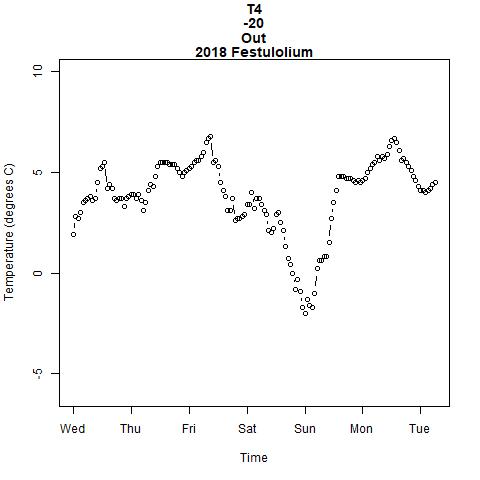 T4
-20
Out
2018 Festulolium
Temperature (degrees C)
10
5
0
-5
Wed Thu Fri Sat Sun Mon Tue
Time